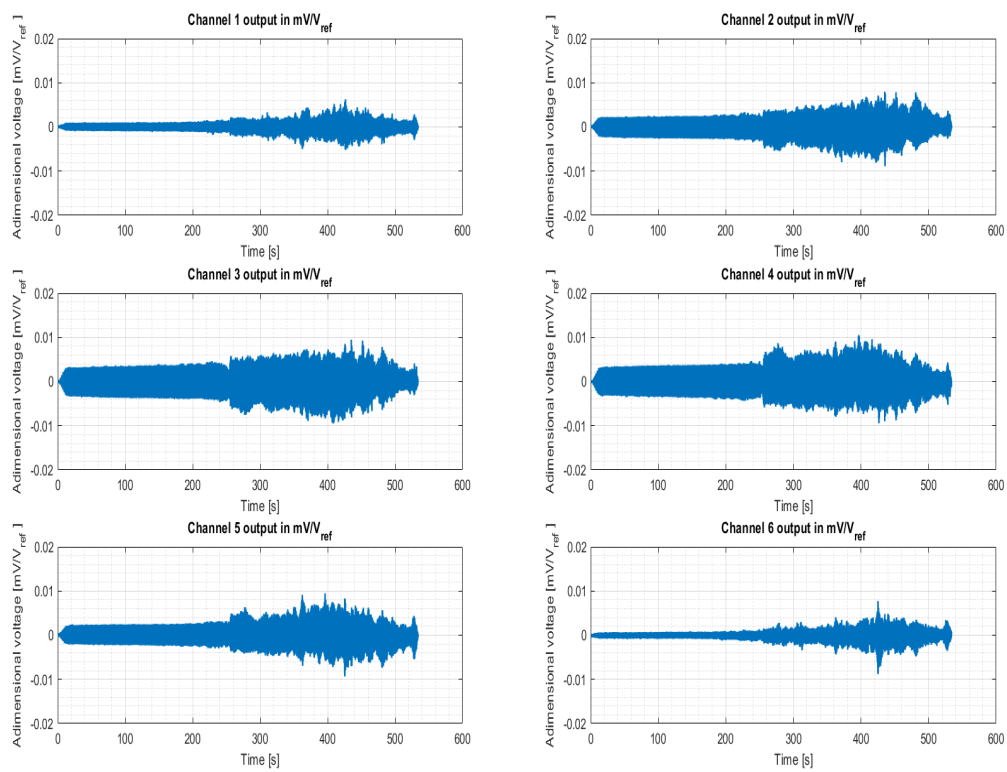 Channel 1 output in mV/Vref
Adimensional voltage [mV/Vref ]
0.02
0.01
0
-0.01
-0.02
0 100 200 300 400 500 600
Time [s]
Channel 2 output in mV/Vref
Adimensional voltage [mV/Vref ]
0.02
0.01
0
-0.01
-0.02
0 100 200 300 400 500 600
Time [s]
Channel 3 output in mV/Vref
Adimensional voltage [mV/Vref ]
0.02
0.01
0
-0.01
-0.02
0 100 200 300 400 500 600
Time [s]
Channel 4 output in mV/Vref
Adimensional voltage [mV/Vref ]
0.02
0.01
0
-0.01
-0.02
0 100 200 300 400 500 600
Time [s]
Channel 5 output in mV/Vref
Adimensional voltage [mV/Vref ]
0.02
0.01
0
-0.01
-0.02
0 100 200 300 400 500 600
Time [s]
Channel 6 output in mV/Vref
Adimensional voltage [mV/Vref ]
0.02
0.01
0
-0.01
-0.02
0 100 200 300 400 500 600
Time [s]